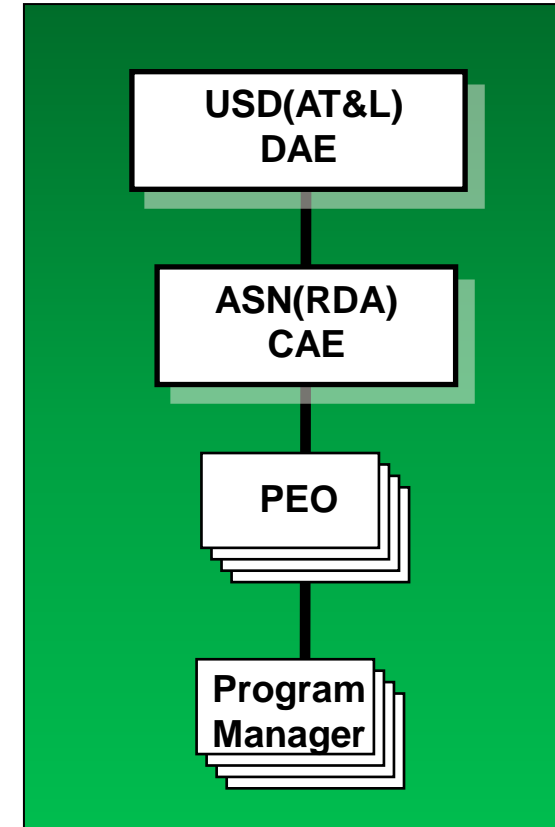 USD(AT&L)
DAE
ASN(RDA)
CAE
PEO
Program
Manager